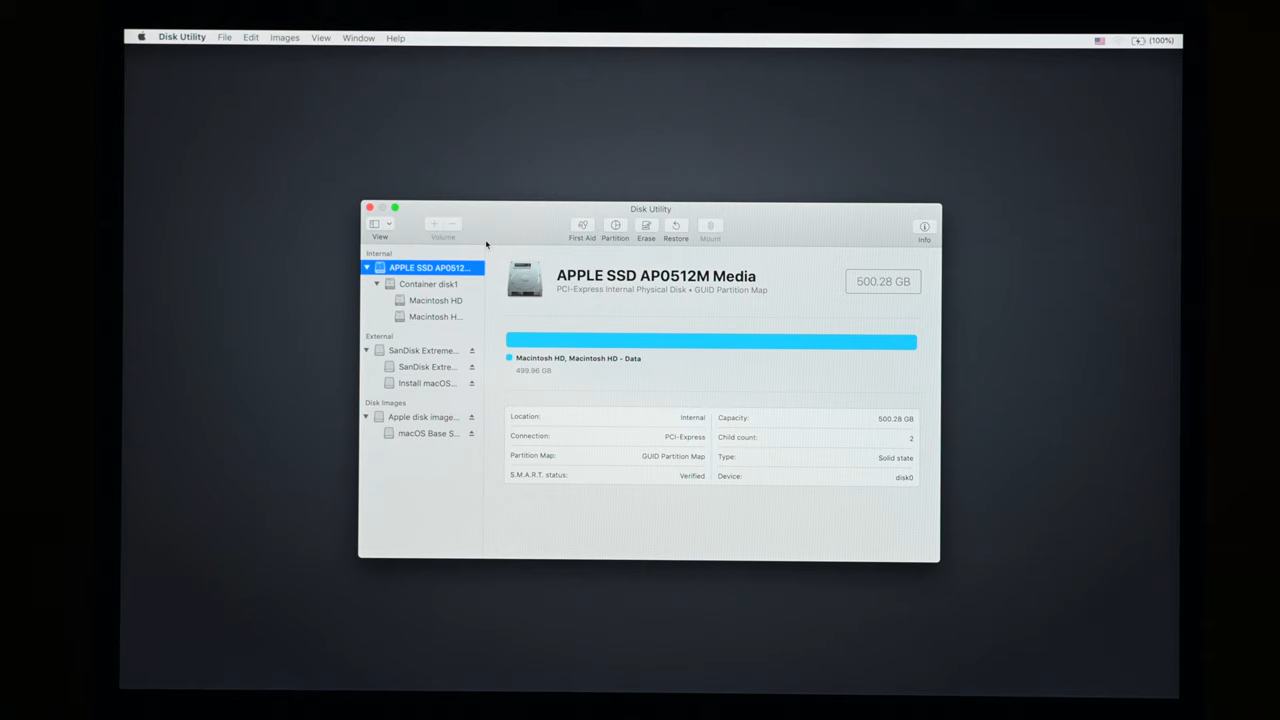 Disk Utility File Edit Images View Window Help (100%)
Disk Utility
View Volume First Aid Partition Erase Restore Mount Info
Internal
APPLE SSD AP0512...
Container disk1
Macintosh HD
Macintosh H...
External
SanDisk Extreme...
SanDisk Extre...
Install macOS...
Disk Images
Apple disk image...
macOS Base S...
APPLE SSD AP0512M Media
PCI-Express Internal Physical Disk • GUID Partition Map
500.28 GB
Macintosh HD, Macintosh HD - Data
499.96 GB
Location: Internal
Connection: PCI-Express
Partition Map: GUID Partition Map
S.M.A.R.T. status: Verified
Capacity: 500.28 GB
Child count: 2
Type: Solid state
Device: disk0